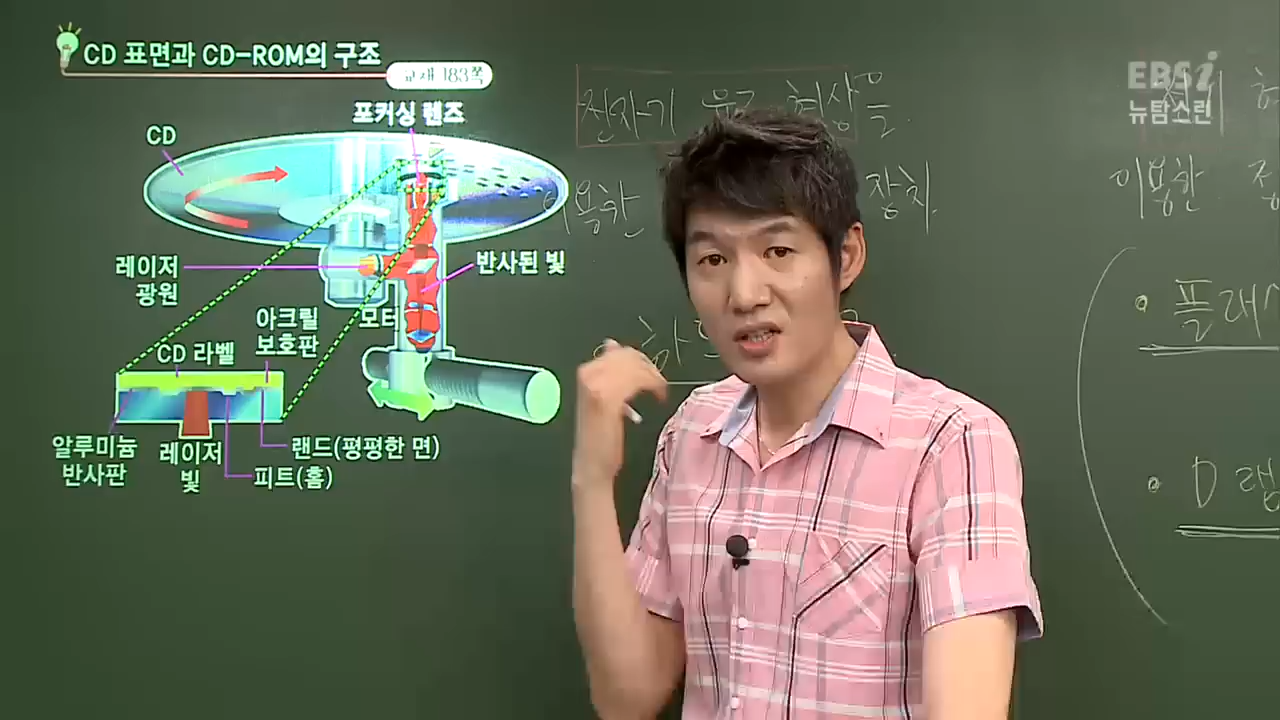 CD 표면과 CD-ROM의 구조
교재 183쪽
포커싱 렌즈
CD
레이저
광원
반사된 빛
모터
아크릴
보호판
CD 라벨
알루미늄
반사판
레이저
빛
랜드(평평한 면)
피트(홈)
EBSi
뉴탐스런
전자기 유도 현상을
이용한
장치.
하드
이용한
• 플래시
• D램